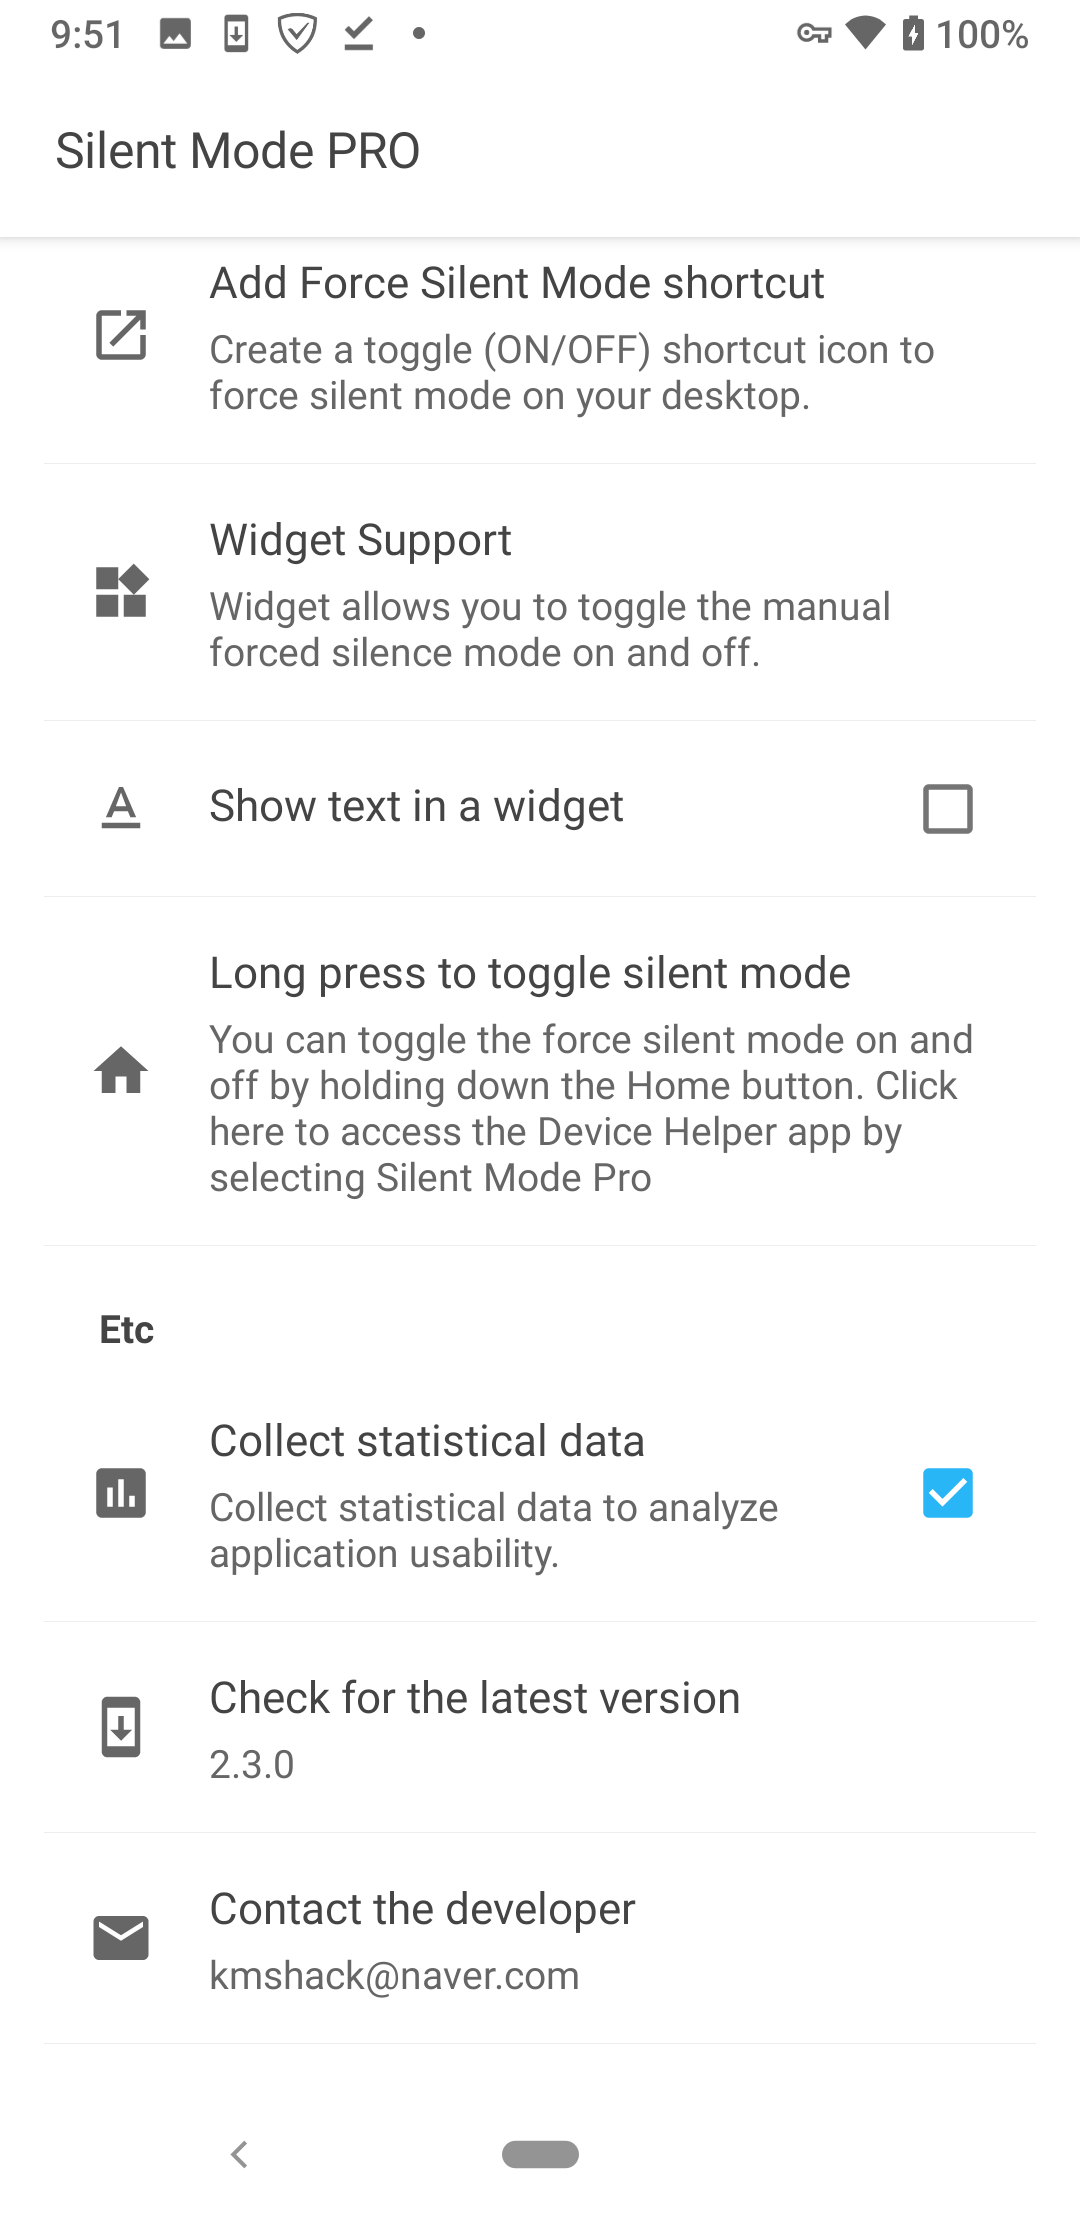 9:51
100%
Silent Mode PRO
Add Force Silent Mode shortcut
Create a toggle (ON/OFF) shortcut icon to
force silent mode on your desktop.
Widget Support
Widget allows you to toggle the manual
forced silence mode on and off.
Show text in a widget
Long press to toggle silent mode
You can toggle the force silent mode on and
off by holding down the Home button. Click
here to access the Device Helper app by
selecting Silent Mode Pro
Etc
Collect statistical data
Collect statistical data to analyze
application usability.
Check for the latest version
2.3.0
Contact the developer
kmshack@naver.com